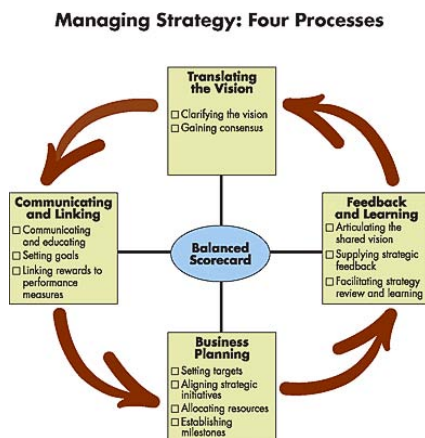 Managing Strategy: Four Processes
Translating
the Vision
☐ Clarifying the vision
☐ Gaining consensus
Communicating
and Linking
☐ Communicating
and educating
☐ Setting goals
☐ Linking rewards to
performance
measures
Balanced
Scorecard
Feedback
and Learning
☐ Articulating the
shared vision
☐ Supplying strategic
feedback
☐ Facilitating strategy
review and learning
Business
Planning
☐ Setting targets
☐ Aligning strategic
initiatives
☐ Allocating resources
☐ Establishing
milestones